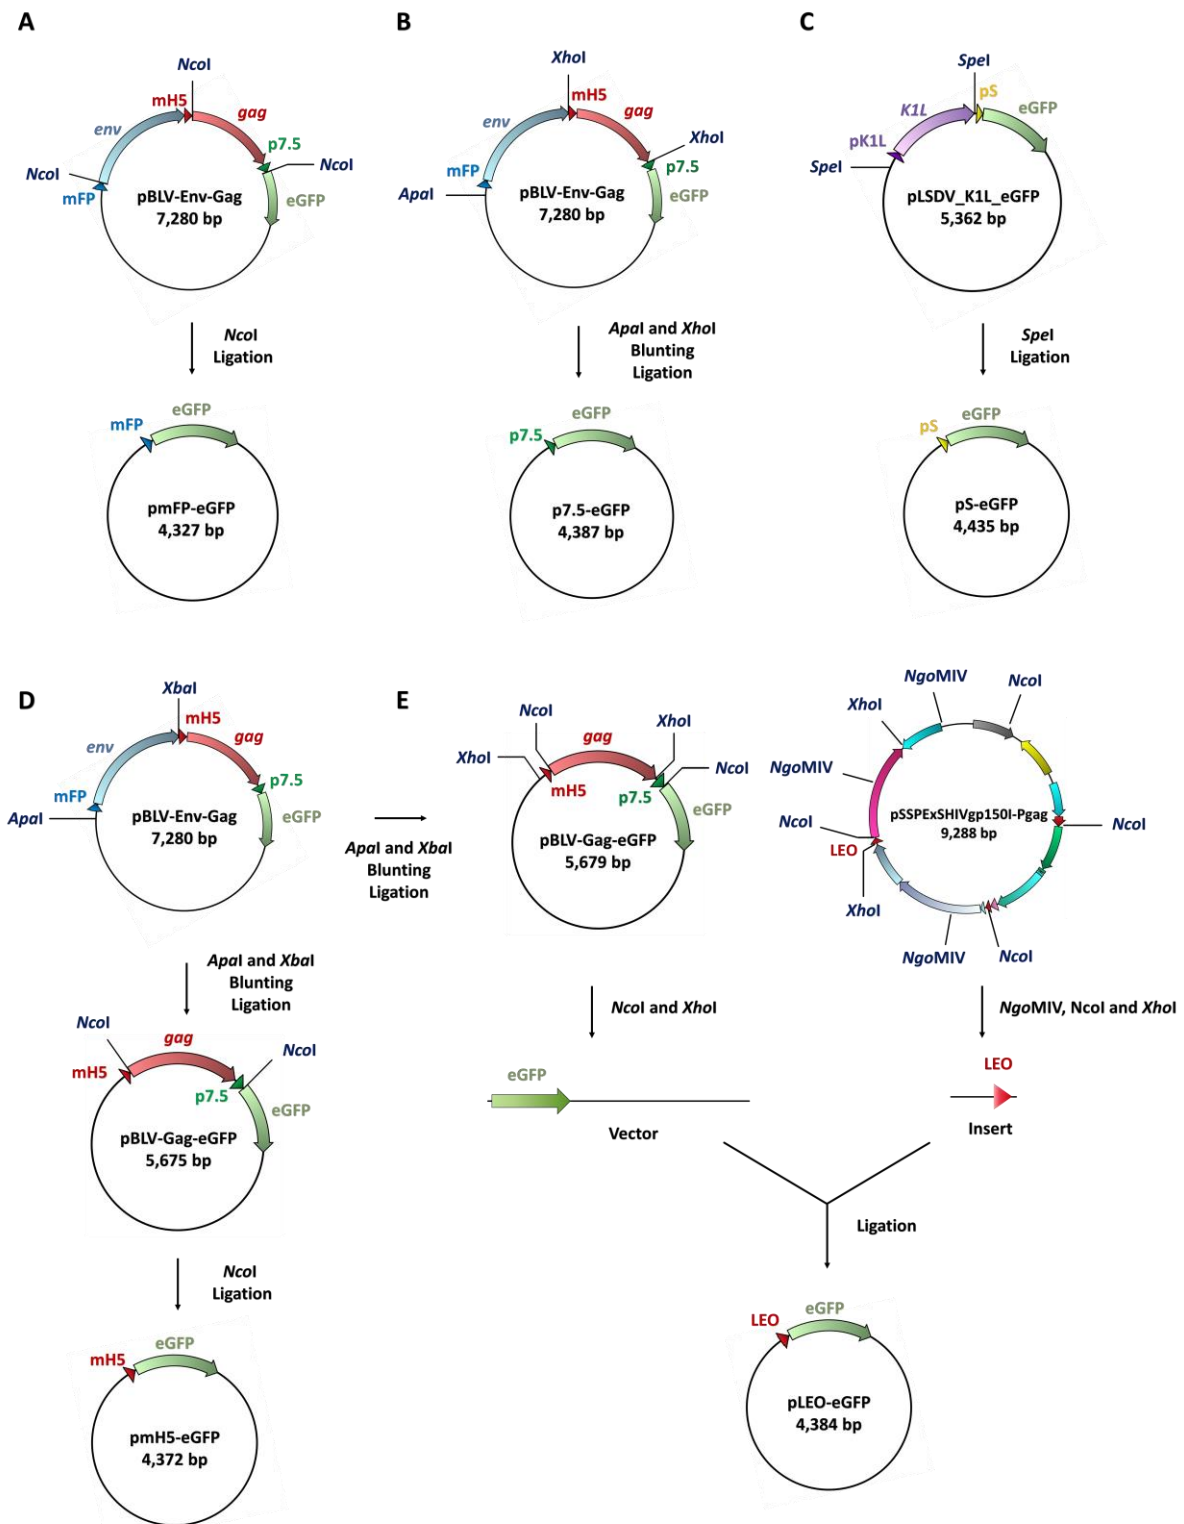 A
NcoI
mH5
gag
env
p7.5
NcoI
NcoI
mFP
pBLV-Env-Gag
7,280 bp
eGFP
NcoI
Ligation
eGFP
mFP
pmFP-eGFP
4,327 bp
B
XhoI
mH5
gag
env
XhoI
p7.5
mFP
ApaI
pBLV-Env-Gag
7,280 bp
eGFP
ApaI and XhoI
Blunting
Ligation
eGFP
p7.5
p7.5-eGFP
4,387 bp
C
SpeI
pS
K1L
eGFP
pK1L
SpeI
pLSDV_K1L_eGFP
5,362 bp
SpeI
Ligation
pS
eGFP
pS-eGFP
4,435 bp
D
XbaI
mH5
gag
env
p7.5
mFP
ApaI
pBLV-Env-Gag
7,280 bp
eGFP
ApaI and XbaI
Blunting
Ligation
NcoI
gag
NcoI
mH5
p7.5
eGFP
pBLV-Gag-eGFP
5,675 bp
NcoI
Ligation
eGFP
mH5
pmH5-eGFP
4,372 bp
ApaI and XbaI
Blunting
Ligation
E
NcoI
gag
XhoI
XhoI
NcoI
mH5
p7.5
eGFP
pBLV-Gag-eGFP
5,679 bp
NcoI and XhoI
eGFP
Vector
NgoMIV
NcoI
XhoI
NgoMIV
NcoI
pSSPExSHIVgp150I-Pgag
9,288 bp
NcoI
LEO
XhoI
NgoMIV
NcoI
NgoMIV, NcoI and XhoI
LEO
Insert
Ligation
LEO
eGFP
pLEO-eGFP
4,384 bp